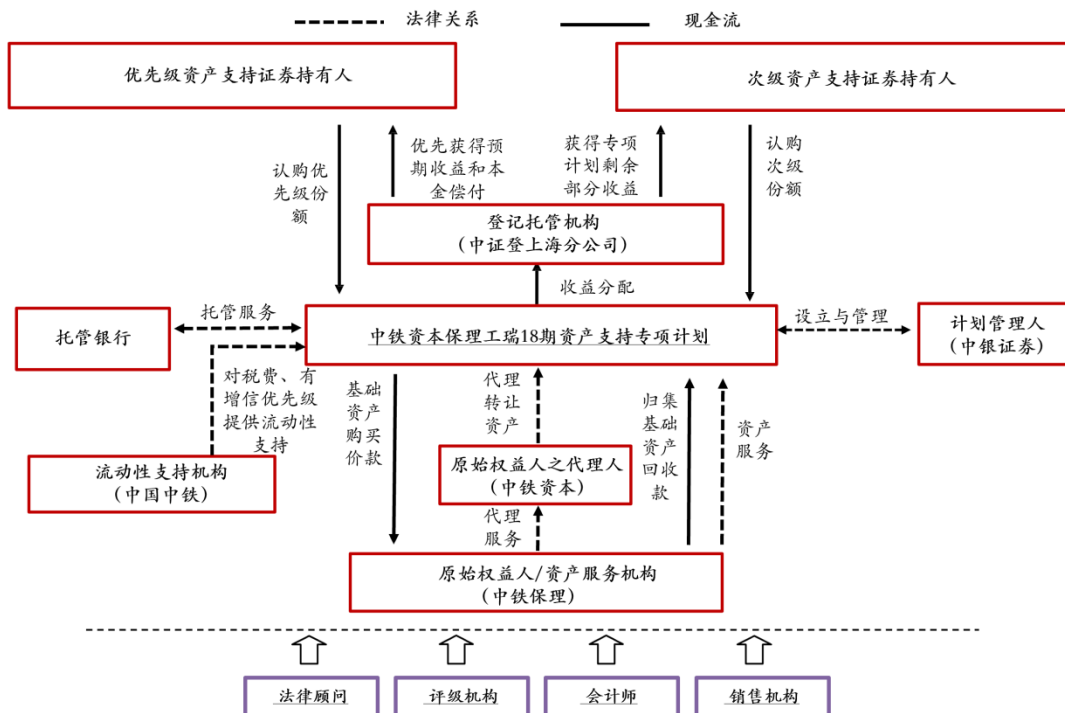 法律关系
现金流
优先级资产支持证券持有人
次级资产支持证券持有人
认购优
先级份
额
优先获得预
期收益和本
金偿付
获得专项
计划剩余
部分收益
认购
次级
份额
登记托管机构
(中证登上海分公司)
收益分配
托管银行
托管服务
中铁资本保理工瑞18期资产支持专项计划
设立与管理
计划管理人
(中银证券)
对税费、有
增信优先级
提供流动性
支持
基础
资产
购买
价款
代理
转让
资产
归集
基础
资产
回收
款
资产
服务
流动性支持机构
(中国中铁)
原始权益人之代理人
(中铁资本)
代理
服务
原始权益人/资产服务机构
(中铁保理)
法律顾问
评级机构
会计师
销售机构